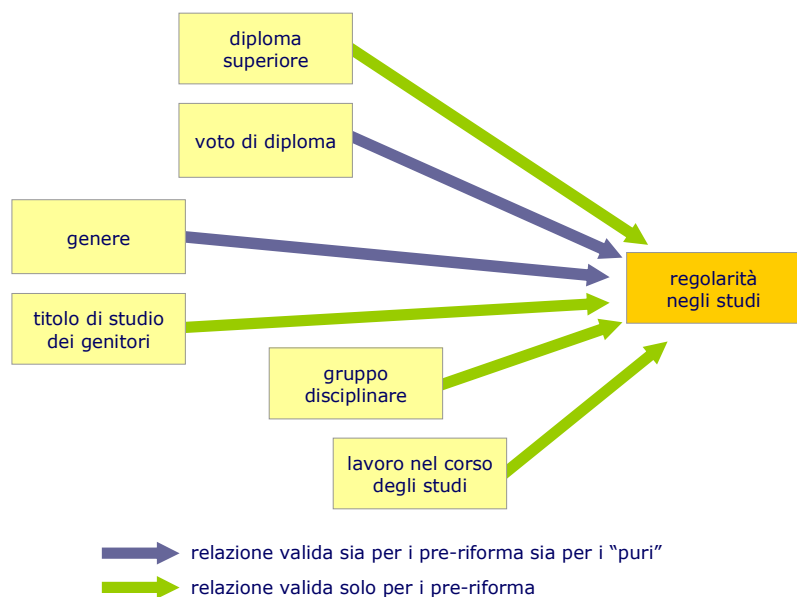 diploma
superiore
voto di diploma
genere
regolarità
negli studi
titolo di studio
dei genitori
gruppo
disciplinare
lavoro nel corso
degli studi
relazione valida sia per i pre-riforma sia per i “puri”
relazione valida solo per i pre-riforma